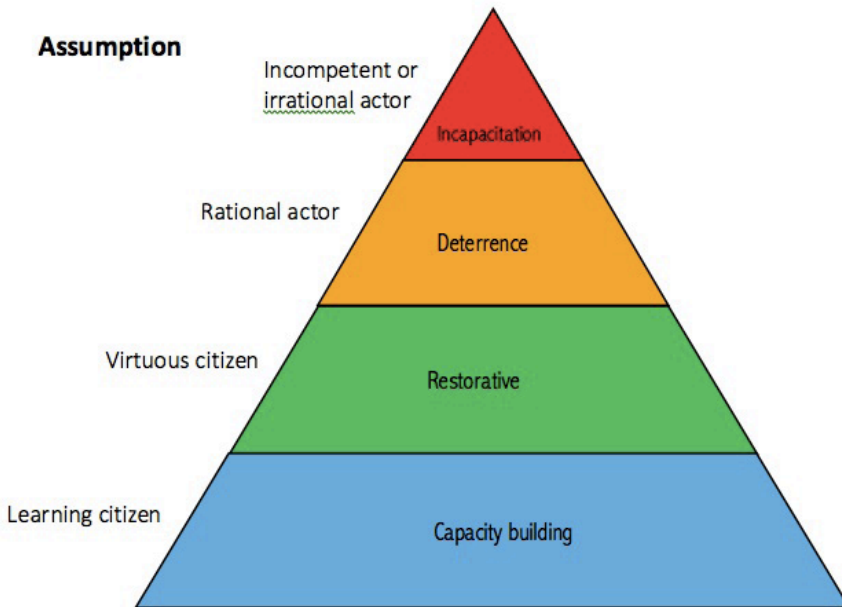 Assumption
Incompetent or
irrational actor
Incapacitation
Rational actor
Deterrence
Virtuous citizen
Restorative
Learning citizen
Capacity building